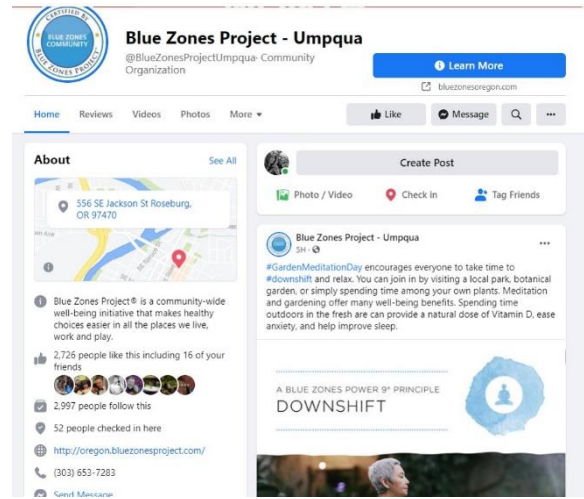 CERTIFIED BY
BLUE ZONES
COMMUNITY
BLUE ZONES PROJECT
Blue Zones Project - Umpqua
@BlueZonesProjectUmpqua· Community
Organization
Learn More
bluezonesoregon.com
Home Reviews Videos Photos More
Like Message
About See All
556 SE Jackson St Roseburg,
OR 97470
Blue Zones Project® is a community-wide
well-being initiative that makes healthy
choices easier in all the places we live,
work and play.
2,726 people like this including 16 of your
friends
2,997 people follow this
52 people checked in here
http://oregon.bluezonesproject.com/
(303) 653-7283
Send Message
Create Post
Photo / Video Check in Tag Friends
Blue Zones Project - Umpqua
5H ·
#GardenMeditationDay encourages everyone to take time to
#downshift and relax. You can join in by visiting a local park, botanical
garden, or simply spending time among your own plants. Meditation
and gardening offer many well-being benefits. Spending time
outdoors in the fresh are can provide a natural dose of Vitamin D, ease
anxiety, and help improve sleep.
A BLUE ZONES POWER 9® PRINCIPLE
DOWNSHIFT